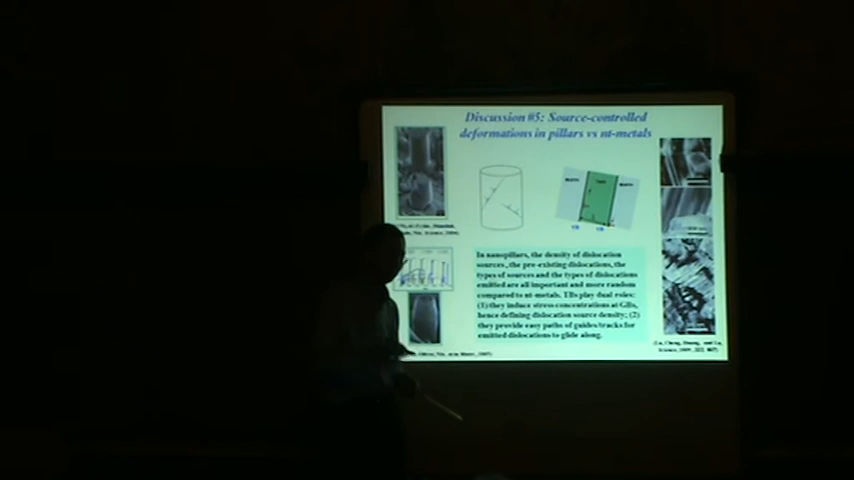 Discussion #5: Source-controlled
deformations in pillars vs nt-metals
In nanopillars, the density of dislocation
sources, the pre-existing dislocations, the
types of sources and the types of dislocations
emitted are all important and more random
compared to nt-metals. TBs play dual roles:
(1) they induce stress concentrations at GBs,
hence defining dislocation source density; (2)
they provide easy paths of guides/tracks for
emitted dislocations to glide along.